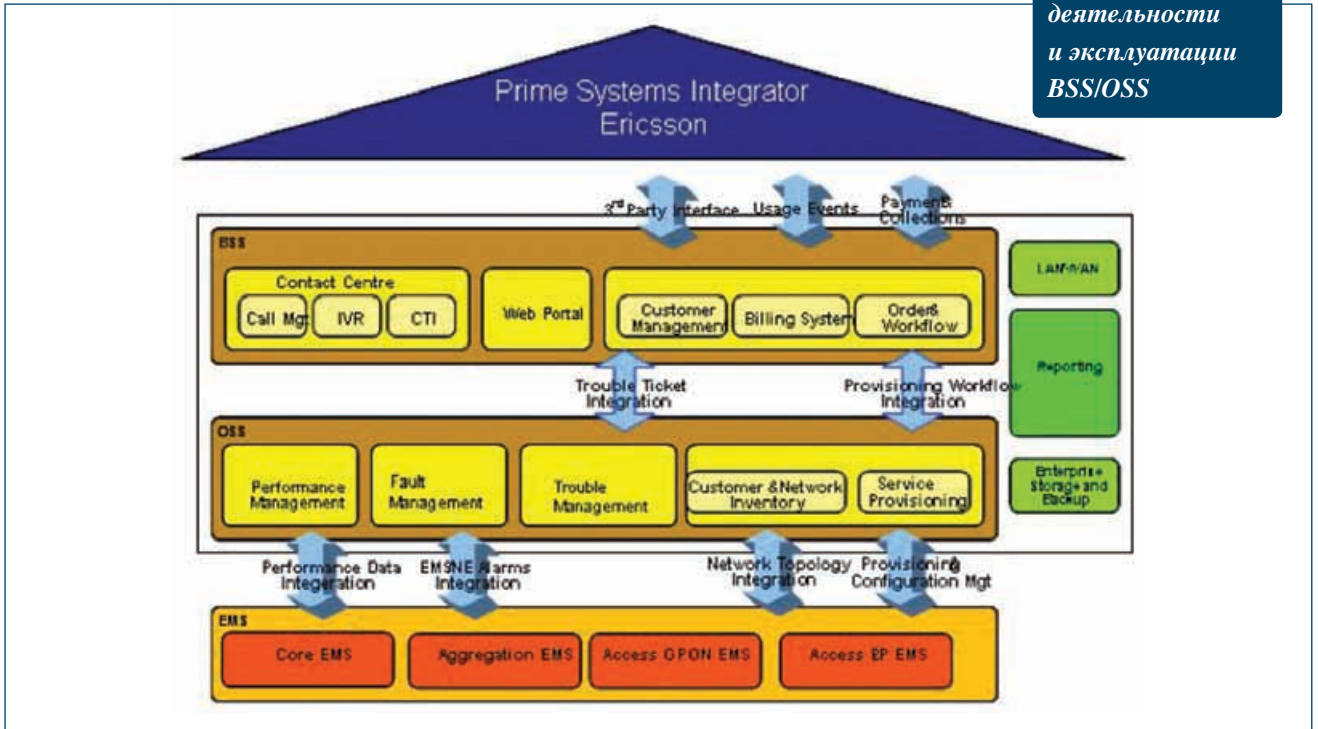 деятельности
и эксплуатации
BSS/OSS
Prime Systems Integrator
Ericsson
3rd Party Interface
Usage Events
Payment&
Collections
BSS
Contact Centre
Call Mgt
IVR
CTI
Web Portal
Customer
Management
Billing System
Order&
Workflow
LAN/WAN
Reporting
Enterprise
Storage and
Backup
Trouble Ticket
Integration
Provisioning Workflow
Integration
OSS
Performance
Management
Fault
Management
Trouble
Management
Customer &Network
Inventory
Service
Provisioning
Performance Data
Integeration
EMSNE Alarms
Integration
Network Topology
Integration
Provisioning&
Configuration Mgt
EMS
Core EMS
Aggregation EMS
Access GPON EMS
Access EP EMS